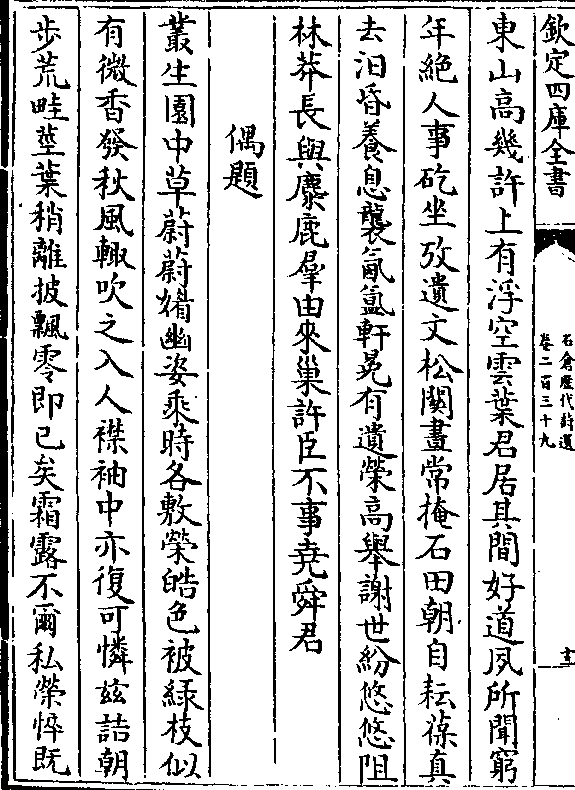 欽定四庫全書
石倉歷代詩選
卷二百三十九
東山高幾許上有浮空雲葉君居其間好道夙所聞窮
年絕人事矻坐攷遺文松關晝常掩石田朝自耘葆真
去汩昏養息襲氤氳軒冕有遺榮高舉謝世紛悠悠阻
林莽長與麋鹿羣由來巢許臣不事堯舜君
偶題
叢生園中草蔚蔚媚幽姿乘時各敷榮皓色被緑枝似
有微香發秋風輙吹之入人襟袖中亦復可憐兹詰朝
歩荒畦莖葉稍離披飄零即已矣霜露不爾私榮悴既